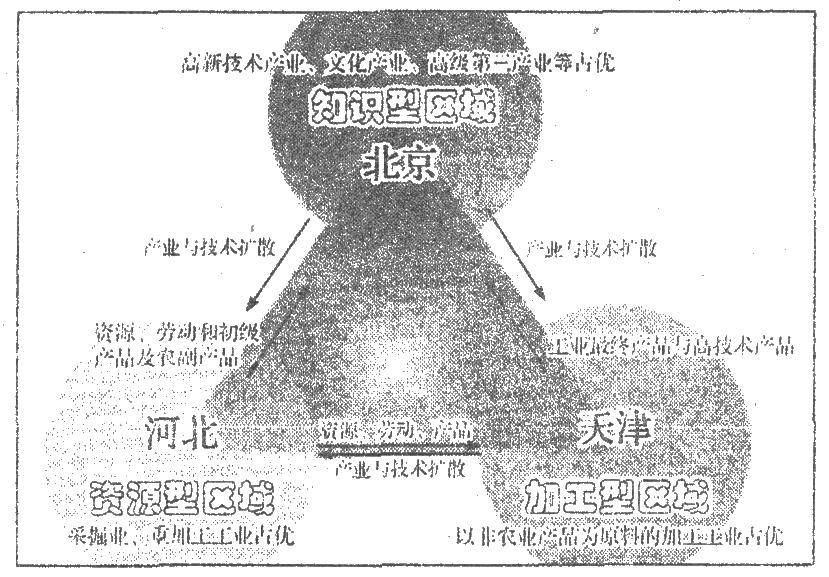 高新技术产业、文化产业、高级第三产业等占优
知识型区域
北京
产业与技术扩散
产业与技术扩散
资源、劳动和初级
产品及农副产品
工业最终产品与高技术产品
河北
天津
资源、劳动、产品
产业与技术扩散
资源型区域
加工型区域
采掘业、重加工工业占优
以非农业产品为原料的加工工业占优